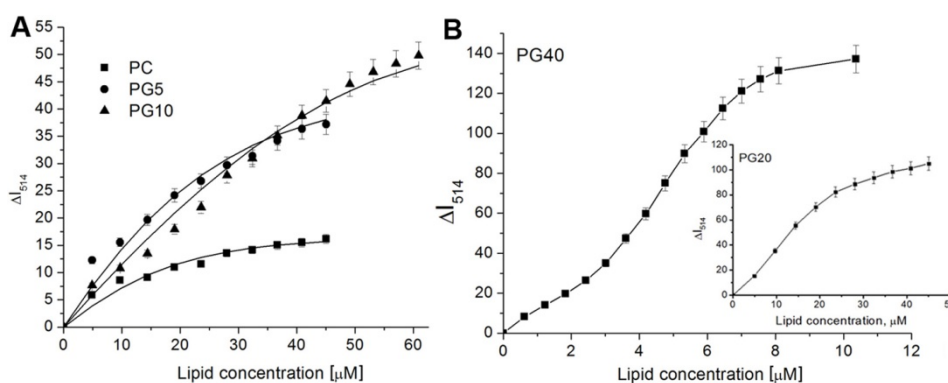 A
55
50
45
40
35
30
25
20
15
10
5
0
ΔI514
PC
PG5
PG10
0 10 20 30 40 50 60
Lipid concentration [μM]
B
PG40
140
120
100
80
60
40
20
0
ΔI514
0 2 4 6 8 10 12
Lipid concentration [μM]
PG20
120
100
80
60
40
20
0
ΔI514
0 10 20 30 40
Lipid concentration, μM